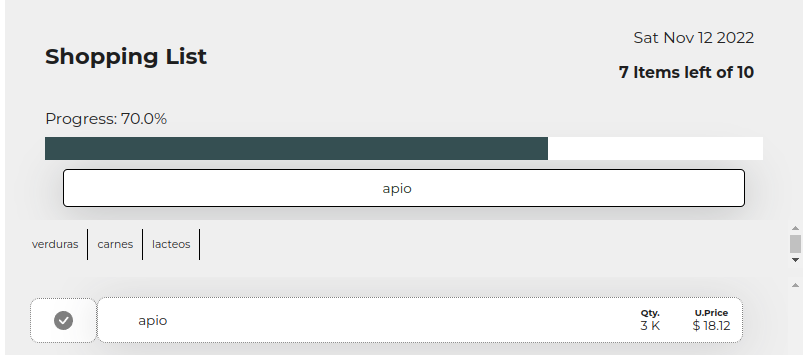 Sat Nov 12 2022
Shopping List
7 Items left of 10
Progress: 70.0%
apio
verduras carnes lacteos
apio
Qty. U.Price
3 K $ 18.12